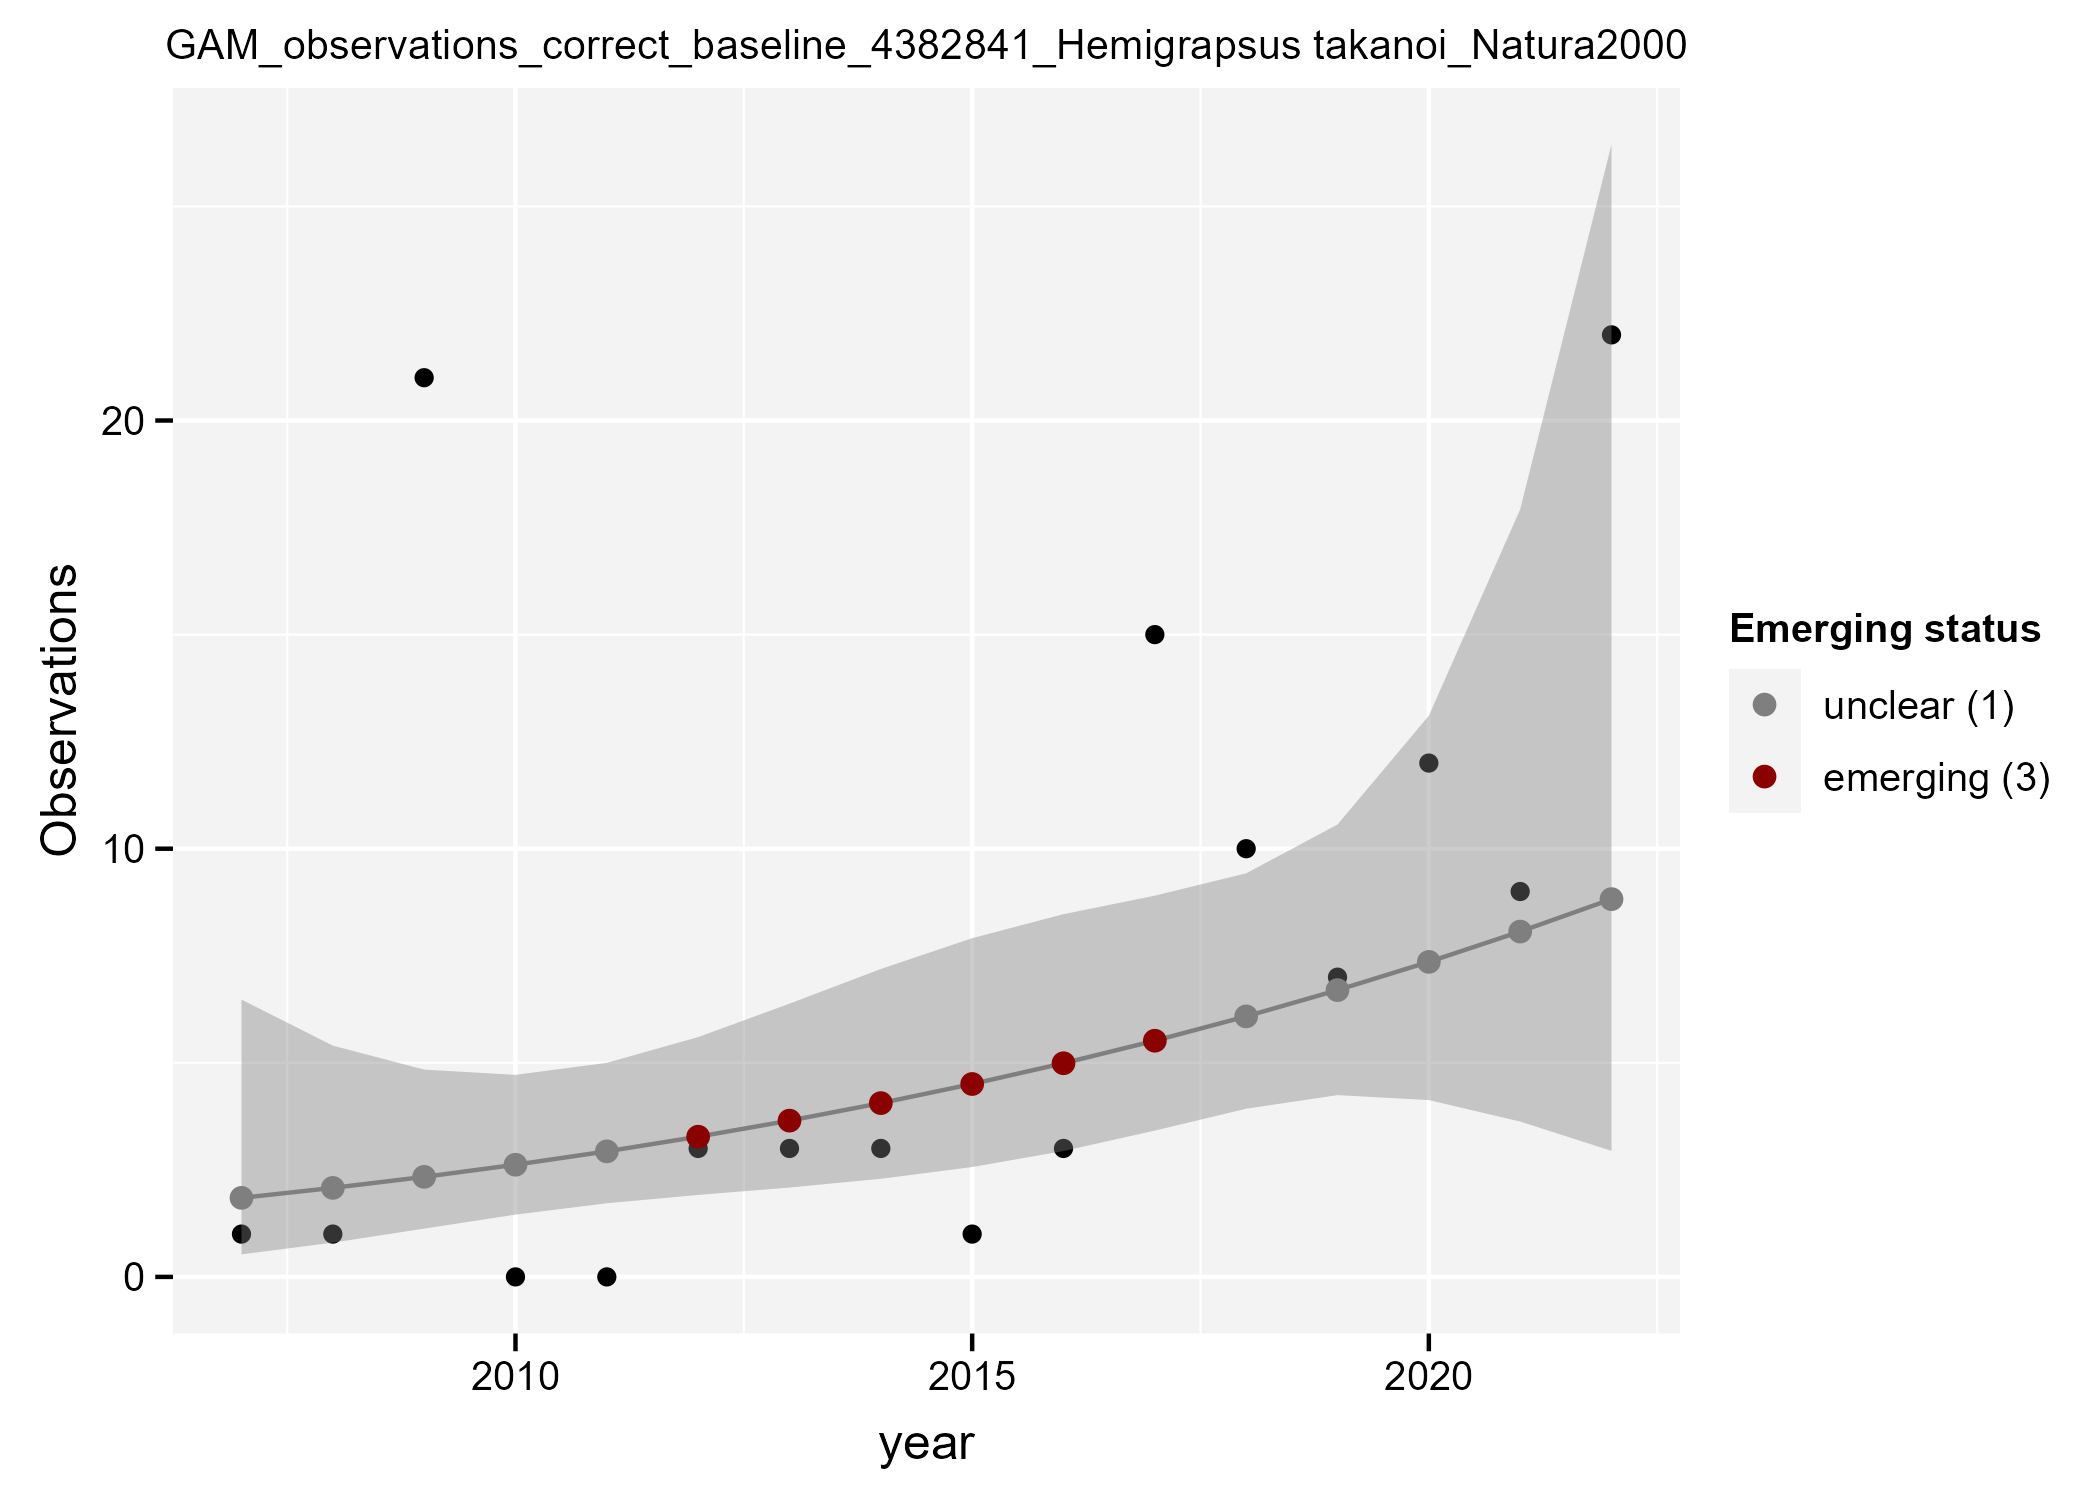 GAM_observations_correct_baseline_4382841_Hemigrapsus takanoi_Natura2000
Observations
20
10
0
2010
2015
2020
year
Emerging status
unclear (1)
emerging (3)